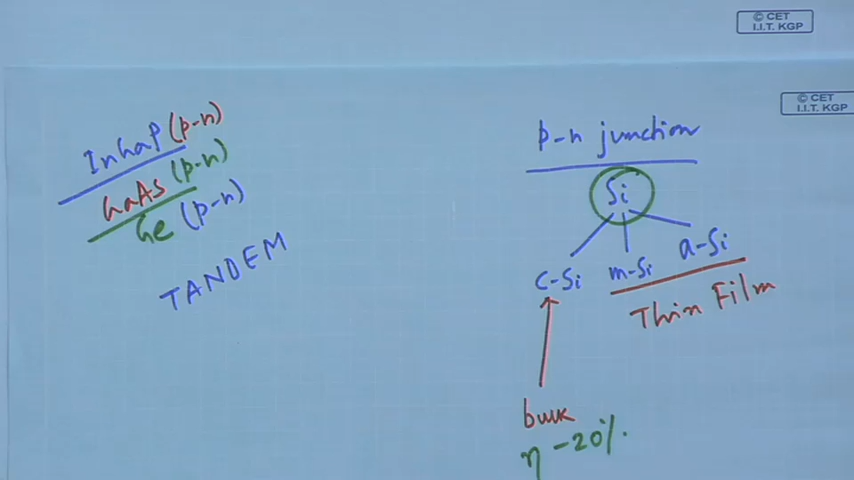 © CET
I.I.T. KGP
© CET
I.I.T. KGP
InGaP (p-n)
GaAs (p-n)
Ge (p-n)
TANDEM
p-n junction
Si
c-Si m-Si a-Si
Thin Film
bulk
η -20%.